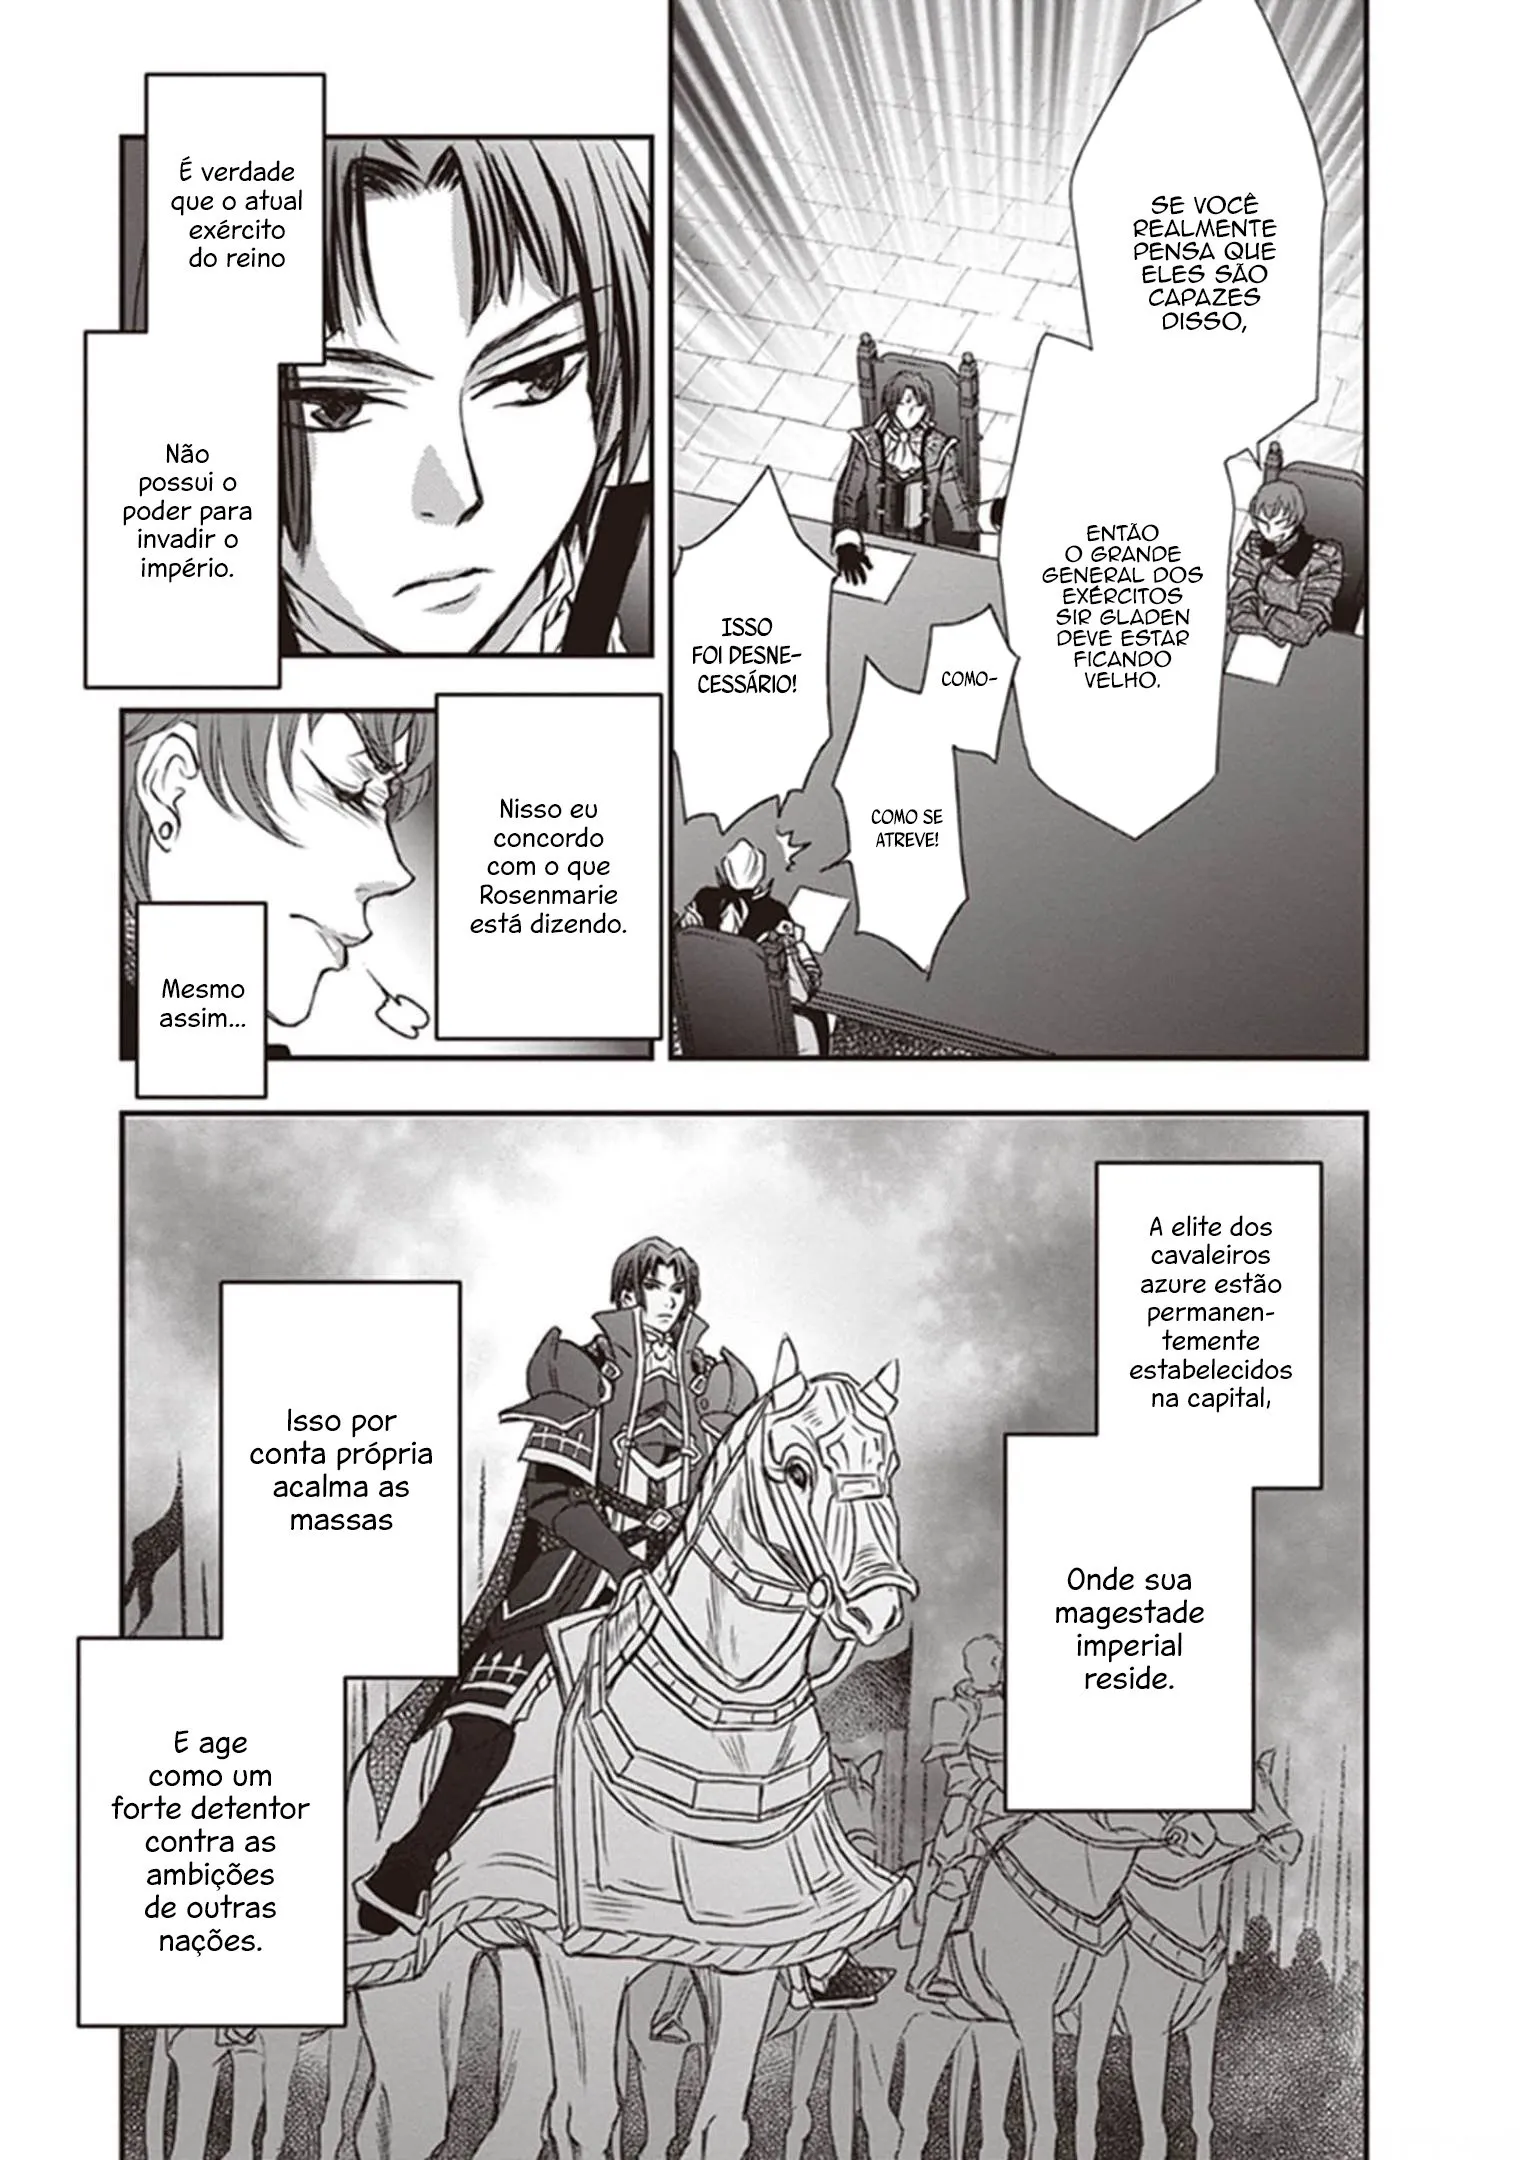 SE VOCÊ
REALMENTE
PENSA QUE
ELES SÃO
CAPAZES
DISSO,
ENTÃO
O GRANDE
GENERAL DOS
EXÉRCITOS
SIR GLADEN
DEVE ESTAR
FICANDO
VELHO.
COMO-
COMO SE
ATREVE!
ISSO
FOI DESNE-
CESSÁRIO!
É verdade
que o atual
exército
do reino
Não
possui o
poder para
invadir o
império.
Nisso eu
concordo
com o que
Rosenmarie
está dizendo.
Mesmo
assim...
A elite dos
cavaleiros
azure estão
permanen-
temente
estabelecidos
na capital,
Onde sua
magestade
imperial
reside.
Isso por
conta própria
acalma as
massas
E age
como um
forte detentor
contra as
ambições
de outras
nações.